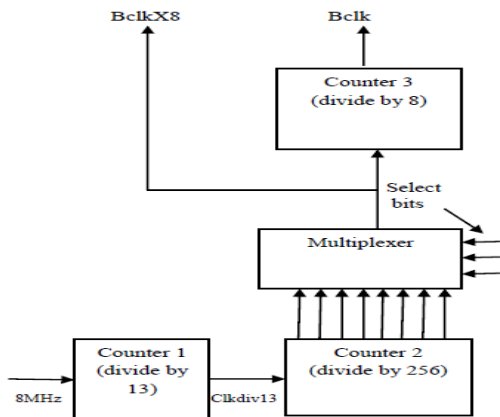 BclkX8
Bclk
Counter 3
(divide by 8)
Select
bits
Multiplexer
Counter 1
(divide by
13)
Counter 2
(divide by 256)
8MHz
Clkdiv13